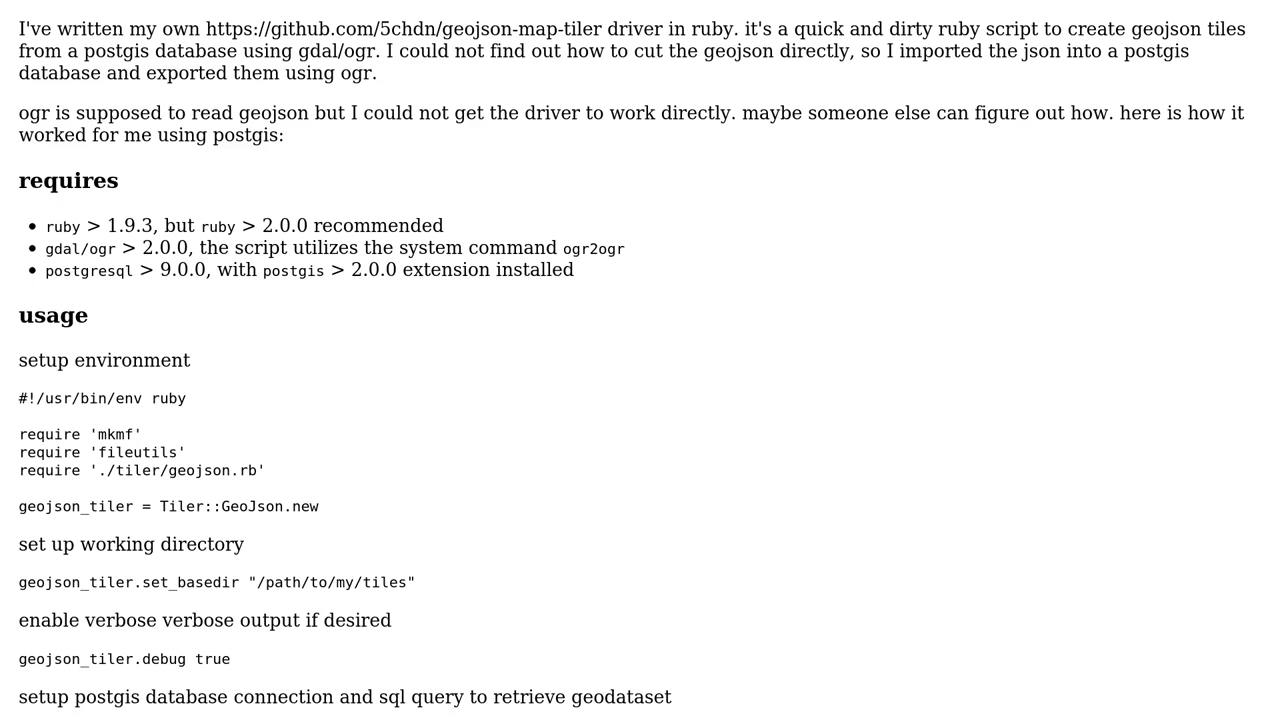 I've written my own https://github.com/5chdn/geojson-map-tiler driver in ruby. it's a quick and dirty ruby script to create geojson tiles
from a postgis database using gdal/ogr. I could not find out how to cut the geojson directly, so I imported the json into a postgis
database and exported them using ogr.
ogr is supposed to read geojson but I could not get the driver to work directly. maybe someone else can figure out how. here is how it
worked for me using postgis:
requires
• ruby > 1.9.3, but ruby > 2.0.0 recommended
• gdal/ogr > 2.0.0, the script utilizes the system command ogr2ogr
• postgresql > 9.0.0, with postgis > 2.0.0 extension installed
usage
setup environment
#!/usr/bin/env ruby
require 'mkmf'
require 'fileutils'
require './tiler/geojson.rb'
geojson_tiler = Tiler::GeoJson.new
set up working directory
geojson_tiler.set_basedir "/path/to/my/tiles"
enable verbose verbose output if desired
geojson_tiler.debug true
setup postgis database connection and sql query to retrieve geodataset